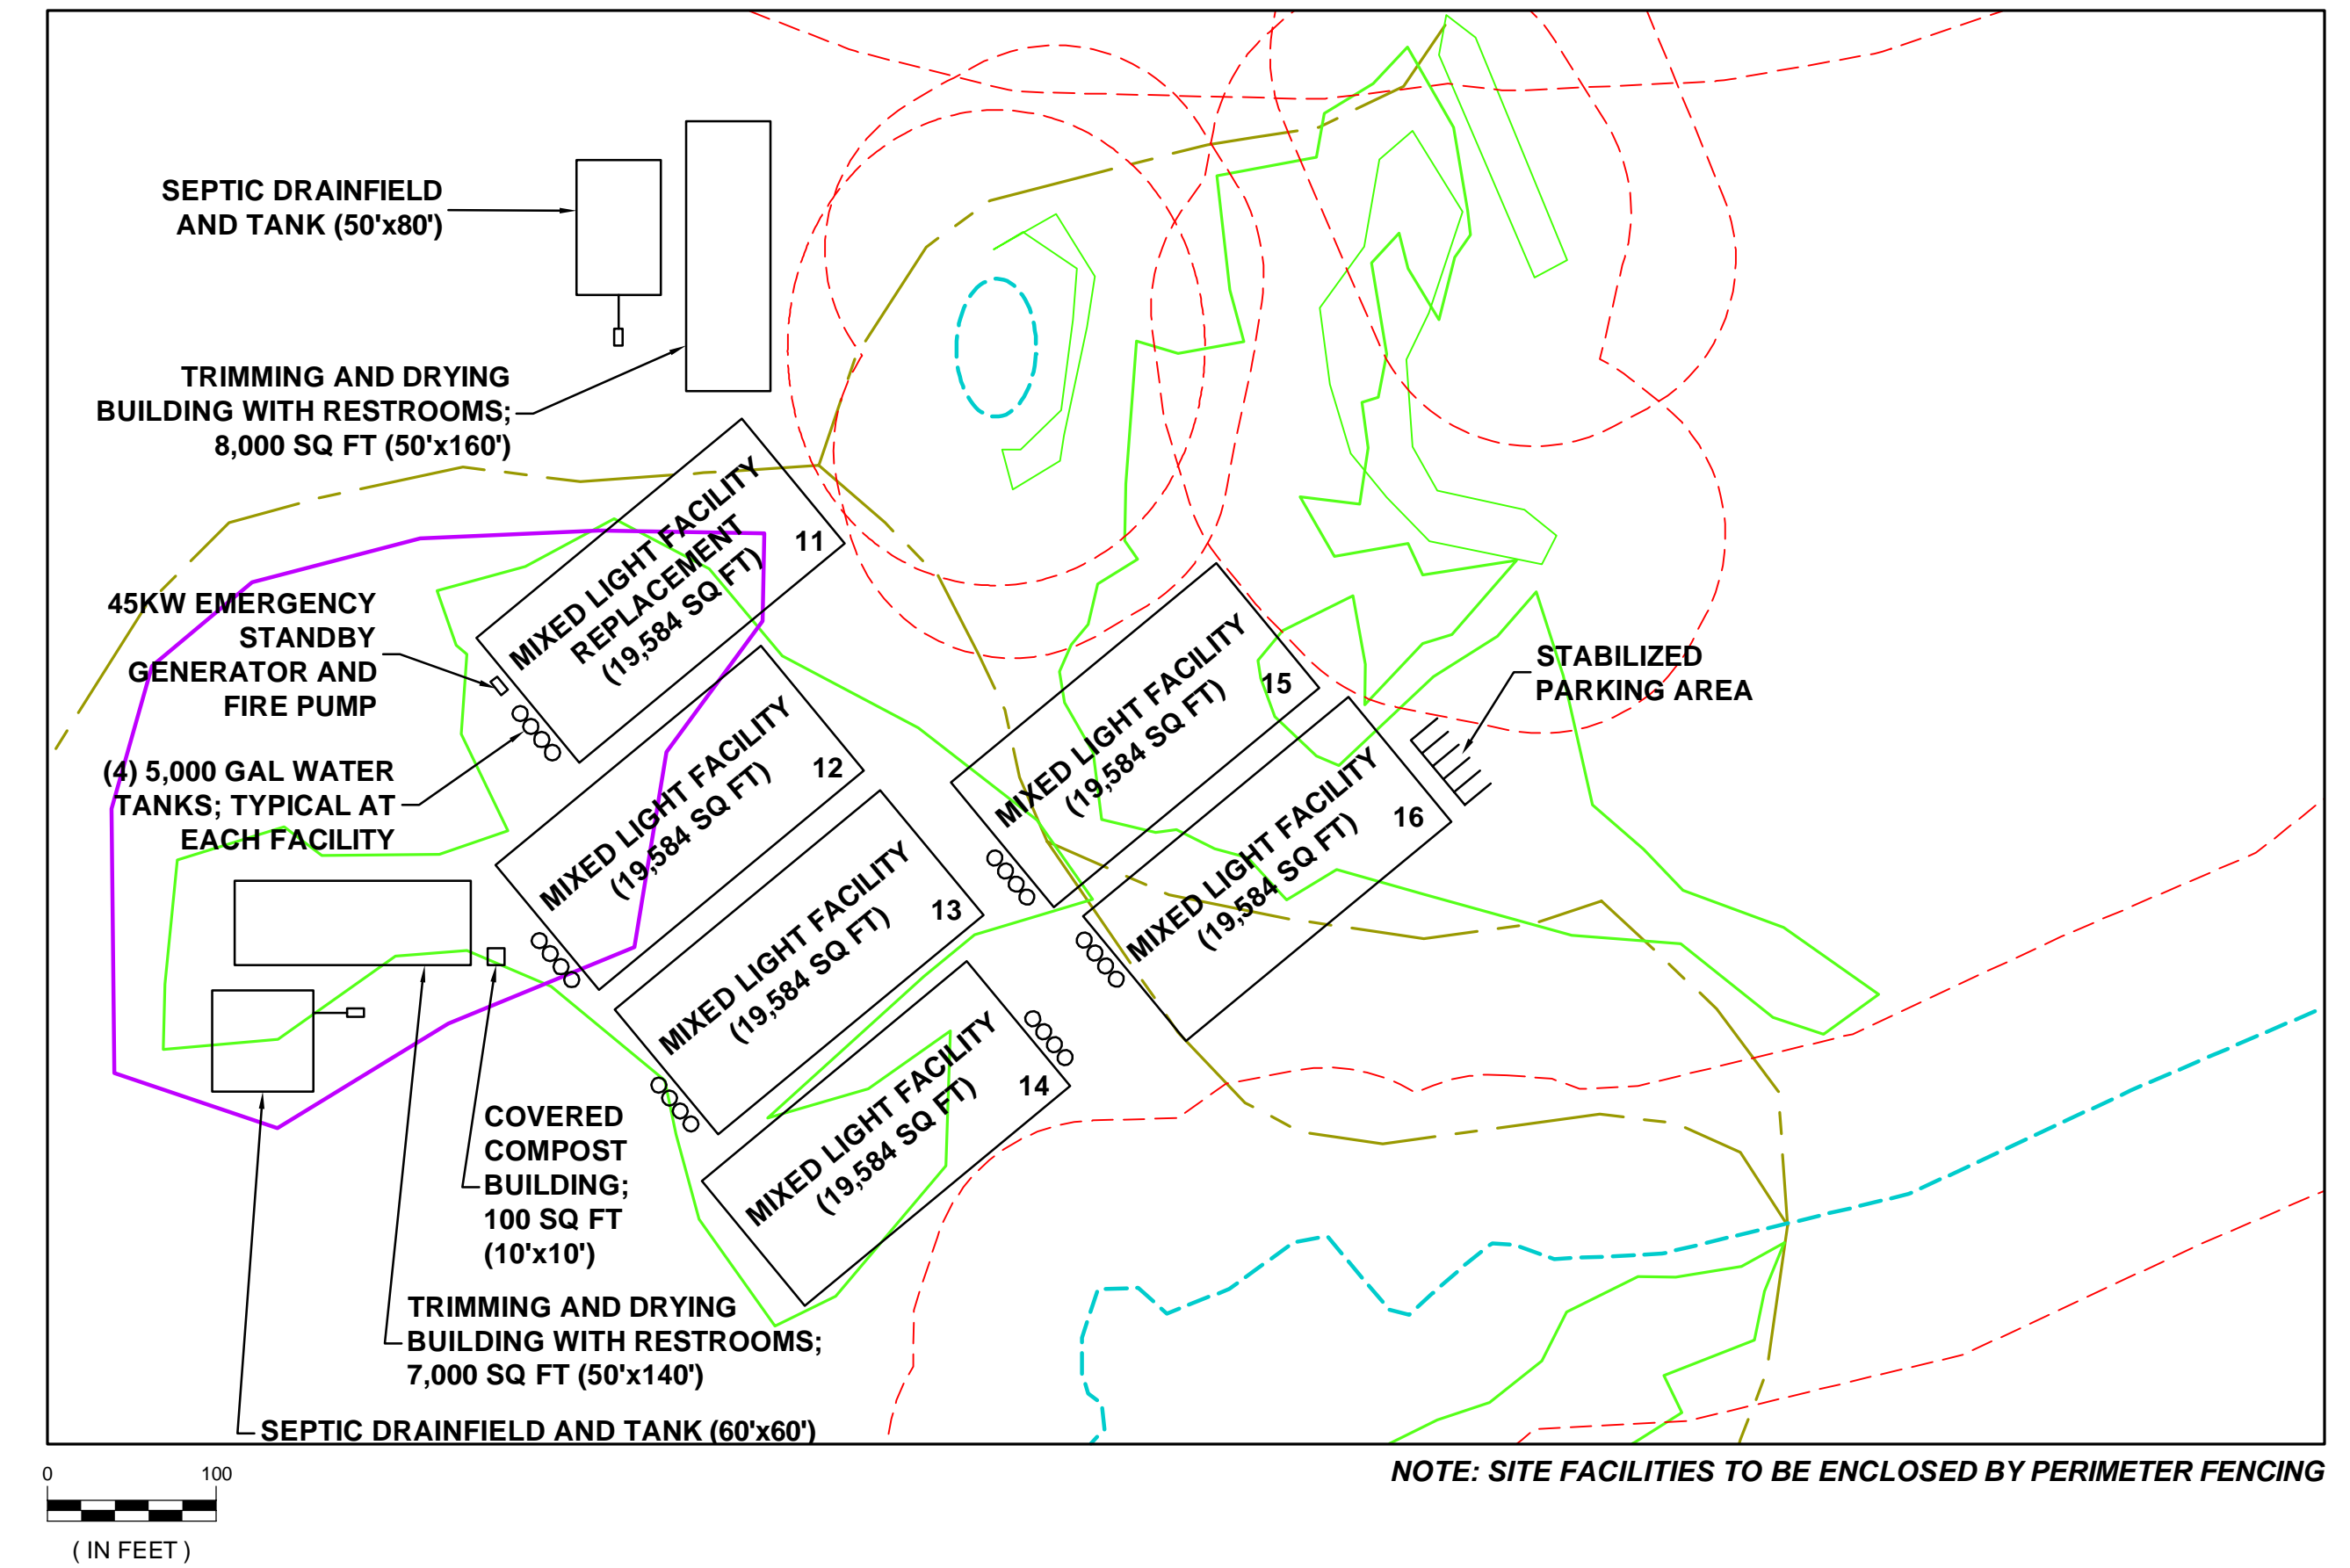 SEPTIC DRAINFIELD
AND TANK (50'x80')
TRIMMING AND DRYING
BUILDING WITH RESTROOMS;
8,000 SQ FT (50'x160')
MIXED LIGHT FACILITY
REPLACEMENT
(19,584 SQ FT)
11
45KW EMERGENCY
STANDBY
GENERATOR AND
FIRE PUMP
(4) 5,000 GAL WATER
TANKS; TYPICAL AT
EACH FACILITY
MIXED LIGHT FACILITY
(19,584 SQ FT)
12
MIXED LIGHT FACILITY
(19,584 SQ FT)
13
MIXED LIGHT FACILITY
(19,584 SQ FT)
14
MIXED LIGHT FACILITY
(19,584 SQ FT)
15
MIXED LIGHT FACILITY
(19,584 SQ FT)
16
STABILIZED
PARKING AREA
COVERED
COMPOST
BUILDING;
100 SQ FT
(10'x10')
TRIMMING AND DRYING
BUILDING WITH RESTROOMS;
7,000 SQ FT (50'x140')
SEPTIC DRAINFIELD AND TANK (60'x60')
NOTE: SITE FACILITIES TO BE ENCLOSED BY PERIMETER FENCING
0 100
( IN FEET )